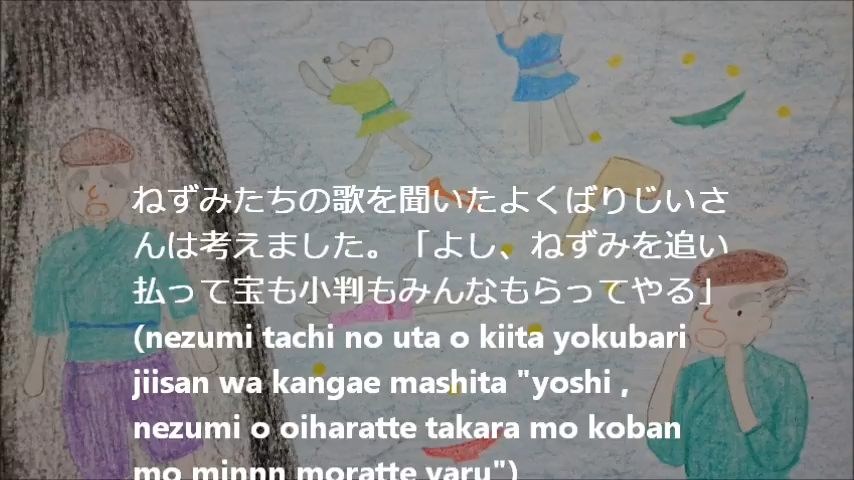 ねずみたちの歌を聞いたよくばりじいさ
んは考えました。「よし、ねずみを追い
払って宝も小判もみんなもらってやる」
(nezumi tachi no uta o kiita yokubari
jiisan wa kangae mashita "yoshi ,
nezumi o oiharatte takara mo koban
mo minnn moratte yaru")